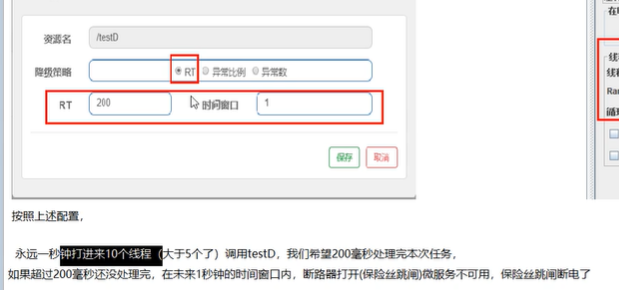 资源名 /testD
降级策略 RT 异常比例 异常数
RT 200 时间窗口 1
保存 取消
按照上述配置，
永远一秒钟打进来10个线程（大于5个了）调用testD，我们希望200毫秒处理完本次任务，
如果超过200毫秒还没处理完，在未来1秒钟的时间窗口内，断路器打开(保险丝跳闸)微服务不可用，保险丝跳闸断电了